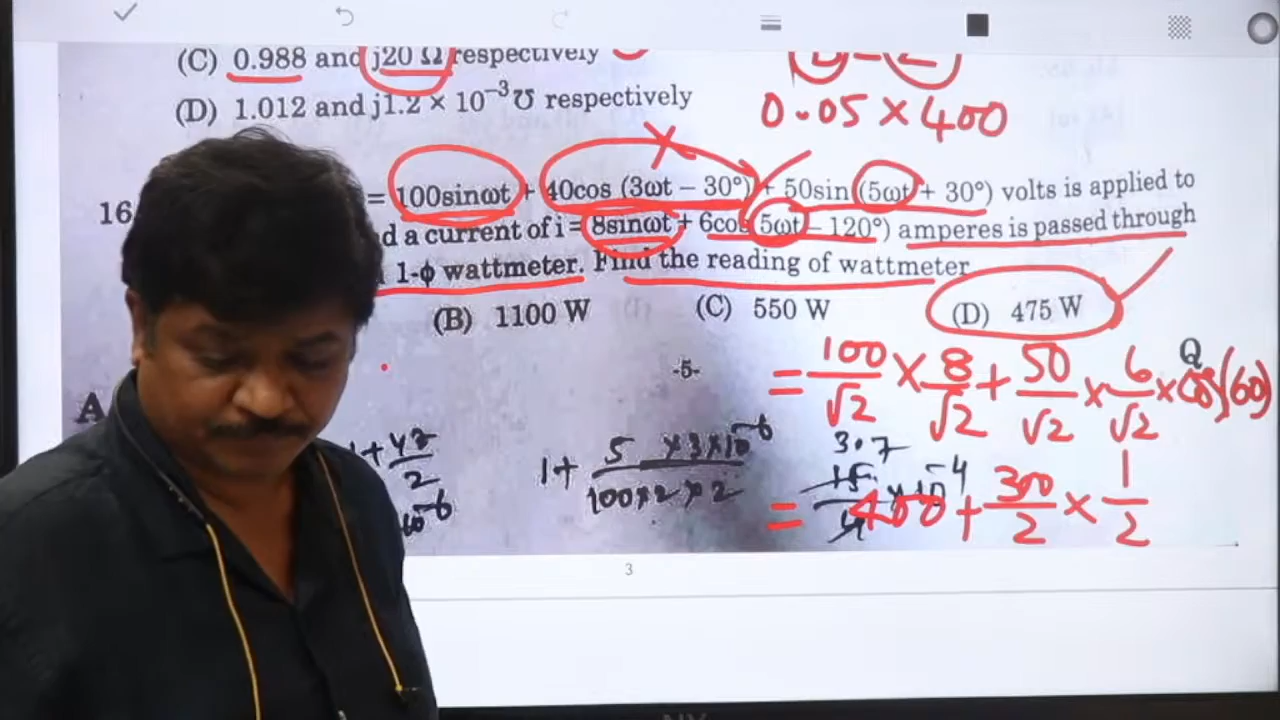 (C) 0.988 and j20 Ω respectively
(D) 1.012 and j1.2 × 10⁻³ ℧ respectively
0.05 × 400
16
= 100sinωt + 40cos (3ωt – 30°) + 50sin (5ωt + 30°) volts is applied to
d a current of i = 8sinωt + 6cos (5ωt – 120°) amperes is passed through
1-ϕ wattmeter. Find the reading of wattmeter
(B) 1100 W (C) 550 W (D) 475 W
-5-
= 100/√2 × 8/√2 + 50/√2 × 6/√2 × cos(60)
A
1 + 5 × 3 × 10⁻⁶ / 100 × 2 × 2
= 400 + 300/2 × 1/2
3